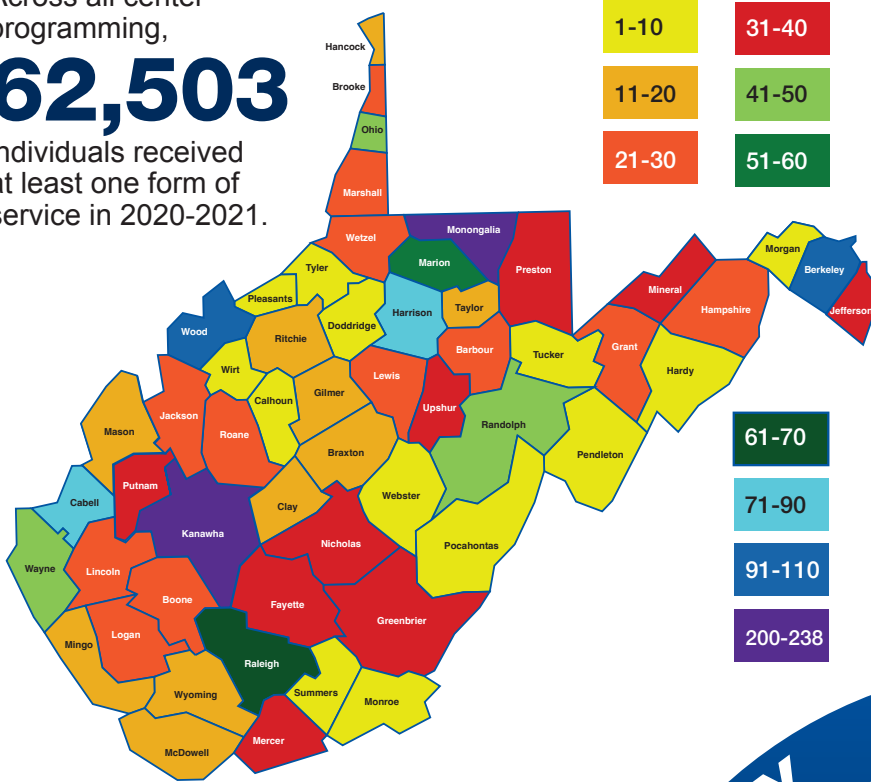 Across all center
programming,
62,503
individuals received
at least one form of
service in 2020-2021.
1-10
31-40
11-20
41-50
21-30
51-60
Hancock
Brooke
Ohio
Marshall
Wetzel
Monongalia
Marion
Preston
Morgan
Berkeley
Jefferson
Mineral
Hampshire
Tyler
Pleasants
Doddridge
Harrison
Taylor
Wood
Ritchie
Barbour
Tucker
Grant
Hardy
Wirt
Calhoun
Gilmer
Lewis
Upshur
Randolph
Pendleton
Mason
Jackson
Roane
Braxton
Webster
Putnam
Cabell
Clay
Kanawha
Nicholas
Pocahontas
Wayne
Lincoln
Boone
Fayette
Greenbrier
Mingo
Logan
Raleigh
Wyoming
Summers
Monroe
McDowell
Mercer
61-70
71-90
91-110
200-238